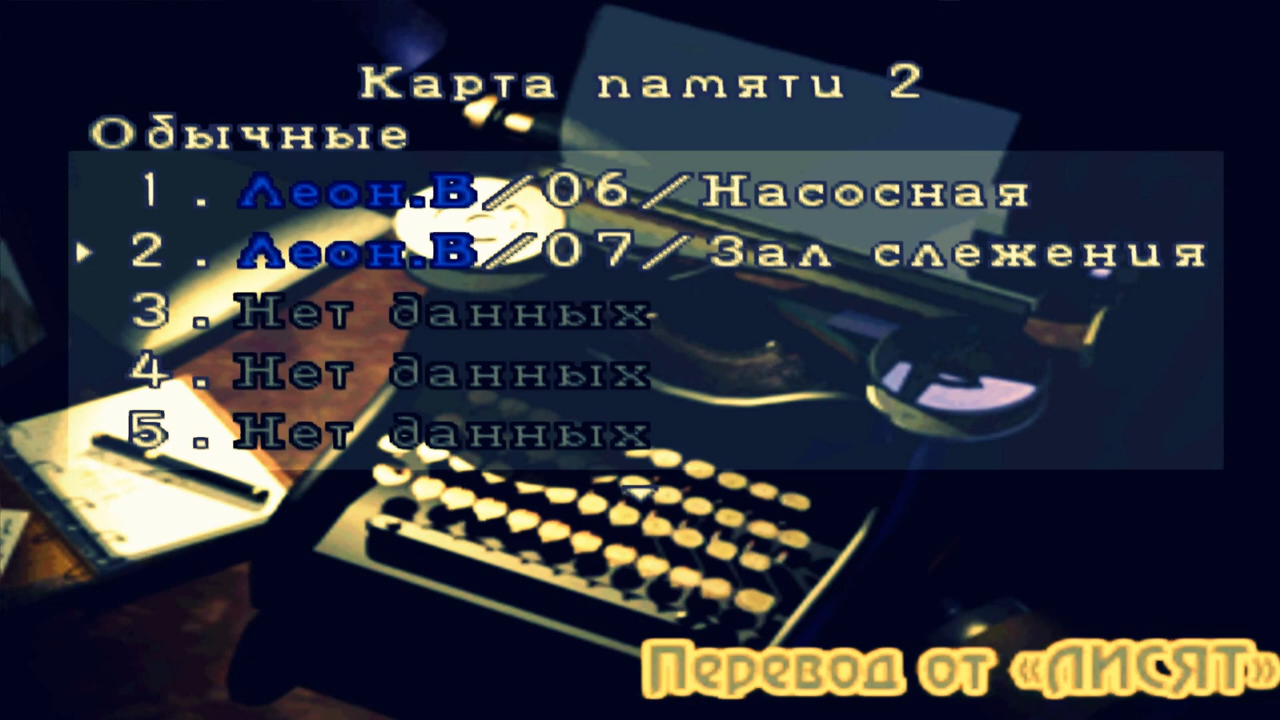 Карта памяти 2
Обычные
1. Леон.В/06/Насосная
2. Леон.В/07/Зал слежения
3. Нет данных
4. Нет данных
5. Нет данных
Перевод от «ЛИСЯТ»